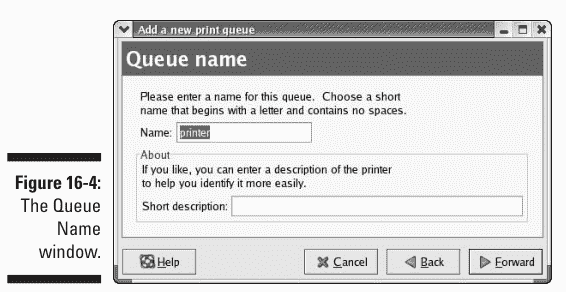 Add a new print queue
Queue name
Please enter a name for this queue. Choose a short
name that begins with a letter and contains no spaces.
Name: printer
About
If you like, you can enter a description of the printer
to help you identify it more easily.
Short description:
Help
Cancel
Back
Forward
Figure 16-4:
The Queue
Name
window.